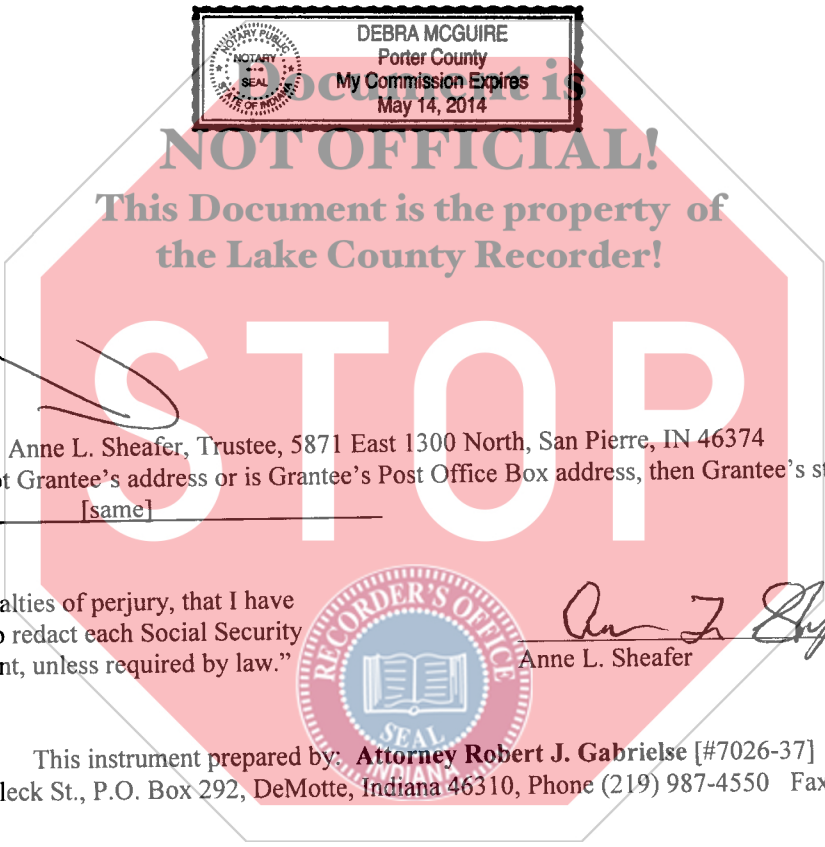 DEBRA MCGUIRE
NOTARY PUBLIC
Porter County
NOTARY
SEAL
My Commission Expires
STATE OF INDIANA
May 14, 2014
Document is
NOT OFFICIAL!
This Document is the property of
the Lake County Recorder!
STOP
Anne L. Sheafer, Trustee, 5871 East 1300 North, San Pierre, IN 46374
t Grantee's address or is Grantee's Post Office Box address, then Grantee's st
[same]
alties of perjury, that I have
redact each Social Security
nt, unless required by law."
Anne L. Sheafer
RECORDER'S OFFICE
SEAL
INDIANA
This instrument prepared by: Attorney Robert J. Gabrielse [#7026-37]
leck St., P.O. Box 292, DeMotte, Indiana 46310, Phone (219) 987-4550 Fax